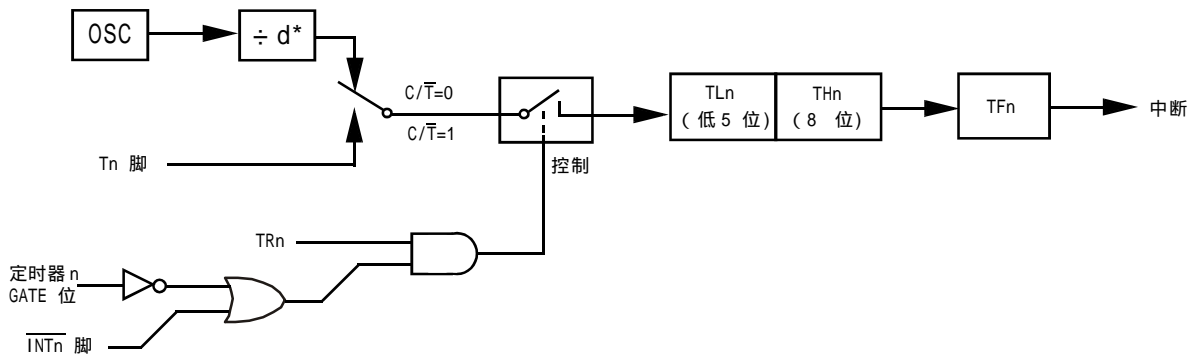 OSC
÷ d*
C/T̅=0
C/T̅=1
Tn 脚
控制
TLn
(低5 位)
THn
(8 位)
TFn
中断
TRn
定时器n
GATE 位
I̅N̅T̅n̅ 脚